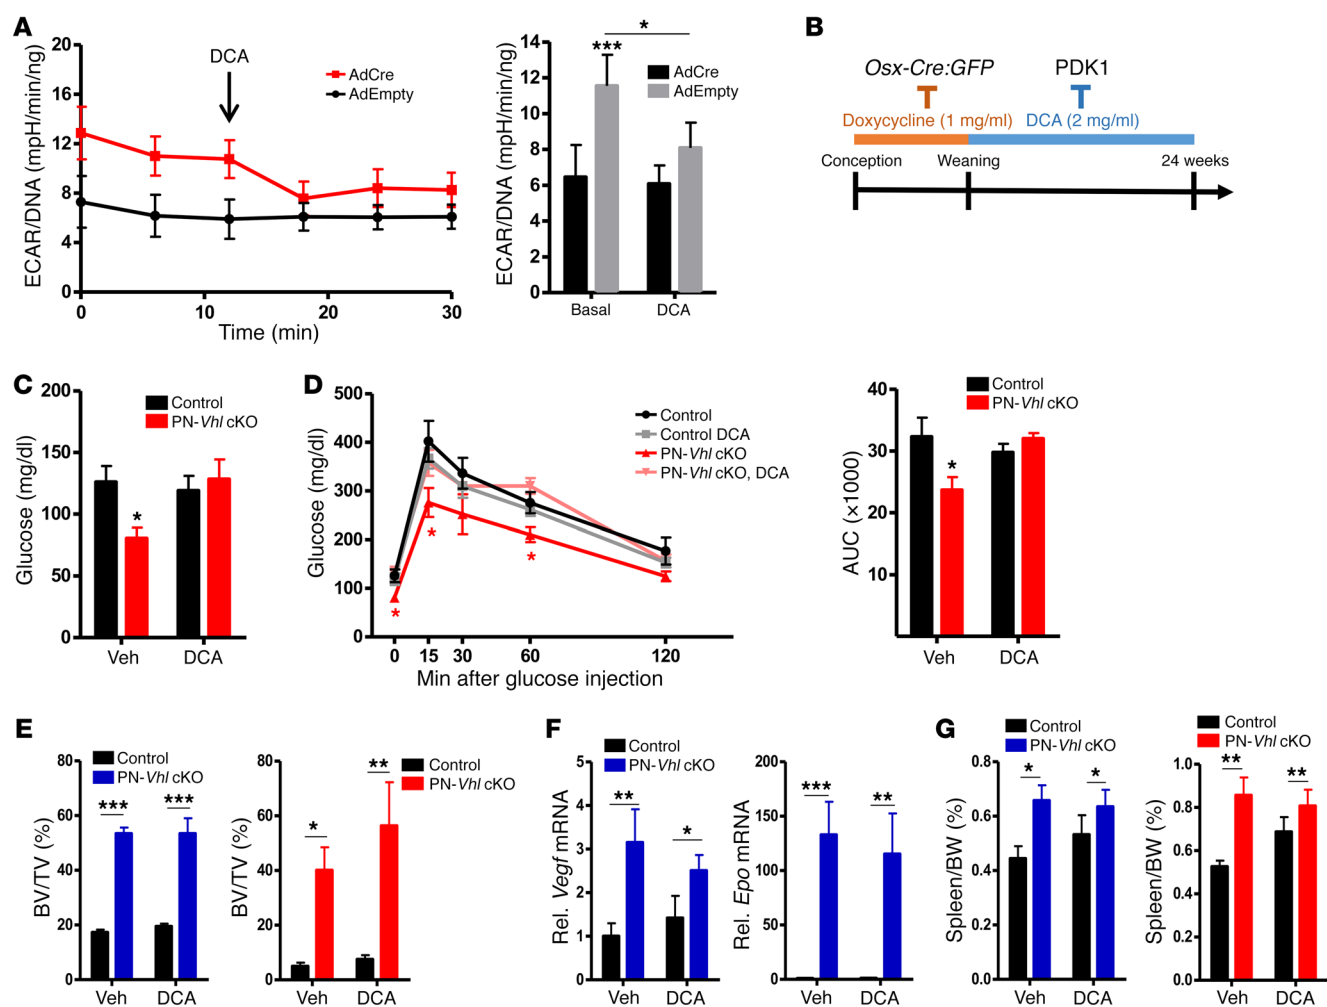 A
ECAR/DNA (mpH/min/ng)
20
16
12
8
4
0
DCA
AdCre
AdEmpty
0
10
20
30
Time (min)
ECAR/DNA (mpH/min/ng)
14
12
10
8
6
4
2
0
*
***
AdCre
AdEmpty
Basal
DCA
B
Osx-Cre:GFP
PDK1
Doxycycline (1 mg/ml)
DCA (2 mg/ml)
Conception
Weaning
24 weeks
C
Glucose (mg/dl)
200
150
100
50
0
Control
PN-Vhl cKO
*
Veh
DCA
D
Glucose (mg/dl)
500
400
300
200
100
0
Control
Control DCA
PN-Vhl cKO
PN-Vhl cKO, DCA
*
*
*
0
15
30
60
120
Min after glucose injection
AUC (×1000)
40
30
20
10
Control
PN-Vhl cKO
*
Veh
DCA
E
BV/TV (%)
80
60
40
20
0
Control
PN-Vhl cKO
***
***
Veh
DCA
BV/TV (%)
80
60
40
20
0
Control
PN-Vhl cKO
*
**
Veh
DCA
F
Rel. Vegf mRNA
5
4
3
2
1
0
Control
PN-Vhl cKO
**
*
Veh
DCA
Rel. Epo mRNA
200
150
100
50
0
***
**
Veh
DCA
G
Spleen/BW (%)
0.8
0.6
0.4
0.2
0.0
Control
PN-Vhl cKO
*
*
Veh
DCA
Spleen/BW (%)
1.0
0.8
0.6
0.4
0.2
0.0
Control
PN-Vhl cKO
**
**
Veh
DCA